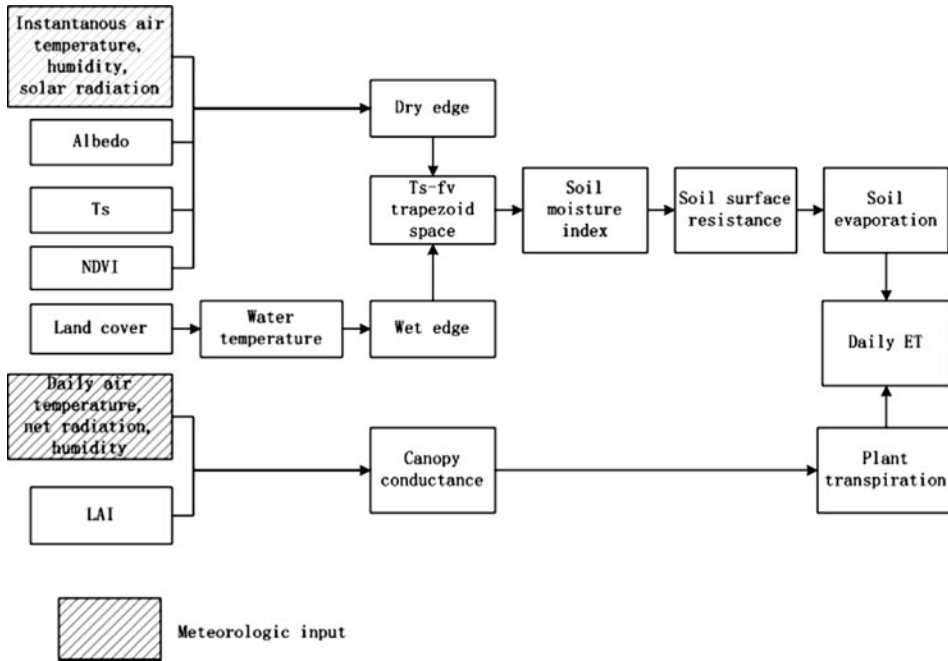 Instantanous air
temperature,
humidity,
solar radiation
Albedo
Ts
NDVI
Land cover
Water
temperature
Dry edge
Ts-fv
trapezoid
space
Wet edge
Soil
moisture
index
Soil surface
resistance
Soil
evaporation
Daily ET
Daily air
temperature,
net radiation,
humidity
LAI
Canopy
conductance
Plant
transpiration
Meteorologic input